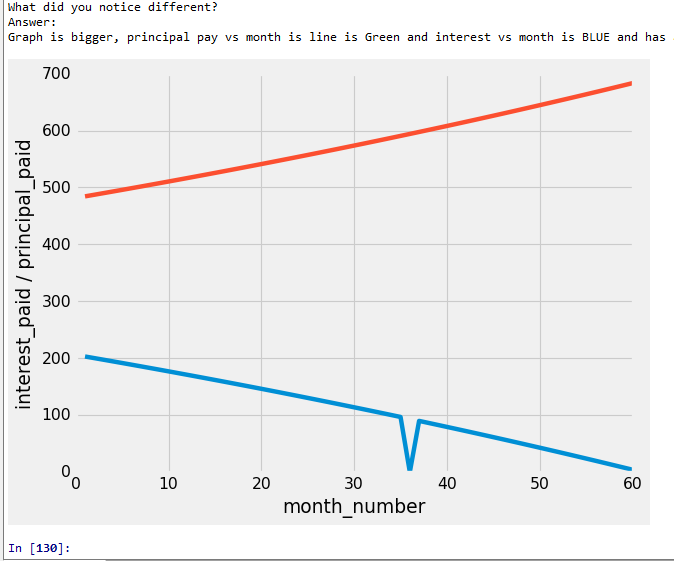 What did you notice different?
Answer:
Graph is bigger, principal pay vs month is line is Green and interest vs month is BLUE and has
700
600
500
400
300
200
100
0
interest_paid / principal_paid
0 10 20 30 40 50 60
month_number
In [130]: